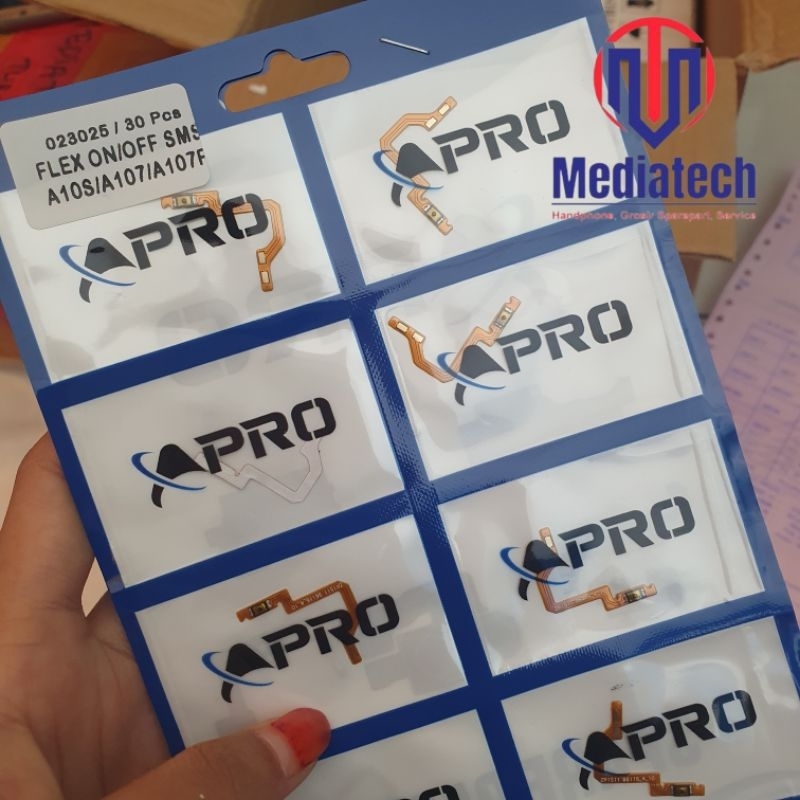 023025 / 30 Pcs
FLEX ON/OFF SMS
A10S/A107/A107F
Mediatech
Handphone, Grosir Sparepart, Service
APRO
APRO
APRO
APRO
APRO
APRO
APRO